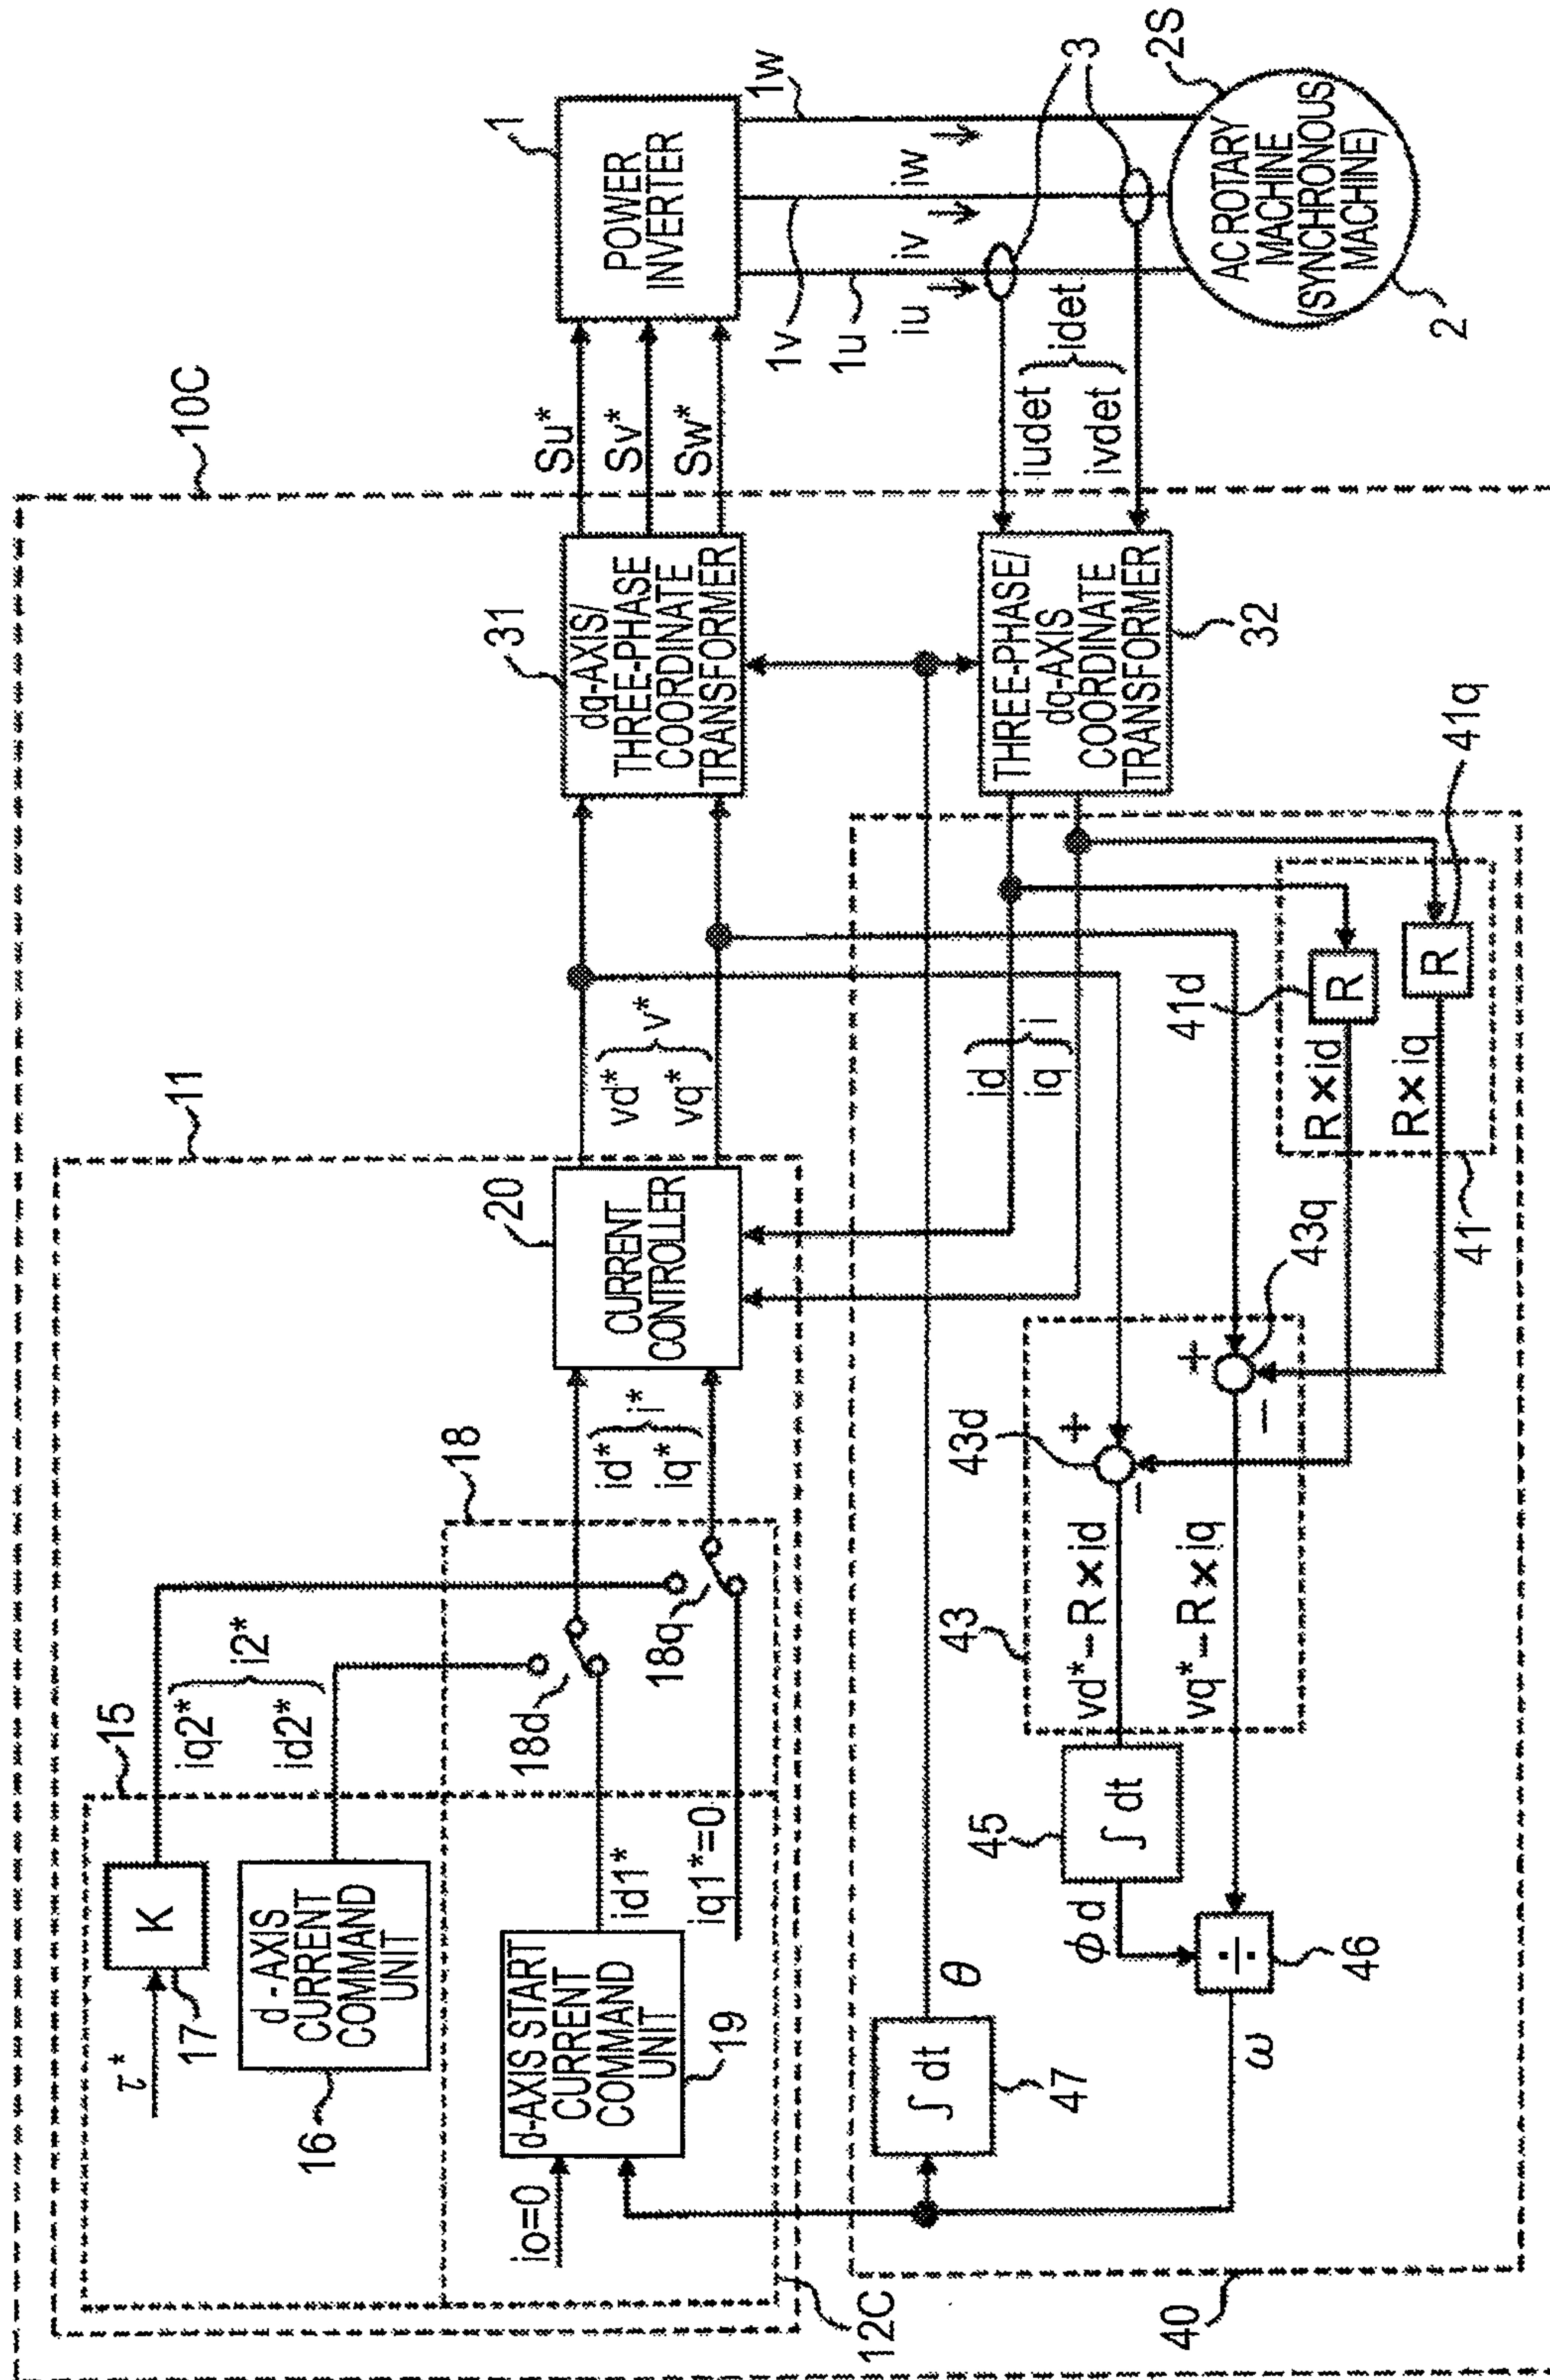 10C
11
15
τ*
K
17
iq2*
id2*
i2*
d-AXIS
CURRENT
COMMAND
UNIT
16
18
18d
18q
io=0
d-AXIS START
CURRENT
COMMAND
UNIT
19
id1*
iq1*=0
12C
id*
iq*
i*
20
CURRENT
CONTROLLER
vd*
vq*
v*
31
dq-AXIS/
THREE-PHASE
COORDINATE
TRANSFORMER
Su*
Sv*
Sw*
1
POWER
INVERTER
1w
1v
1u
iu
iv
iw
3
iudet
ivdet
idet
AC ROTARY
MACHINE
(SYNCHRONOUS
MACHINE)
2S
2
THREE-PHASE/
dq-AXIS
COORDINATE
TRANSFORMER
32
id
iq
i
41d
R
41q
R
R×id
R×iq
41
43q
+
−
43d
+
−
43
vd*−R×id
vq*−R×iq
45
∫ dt
ϕd
÷
46
ω
∫ dt
47
θ
40